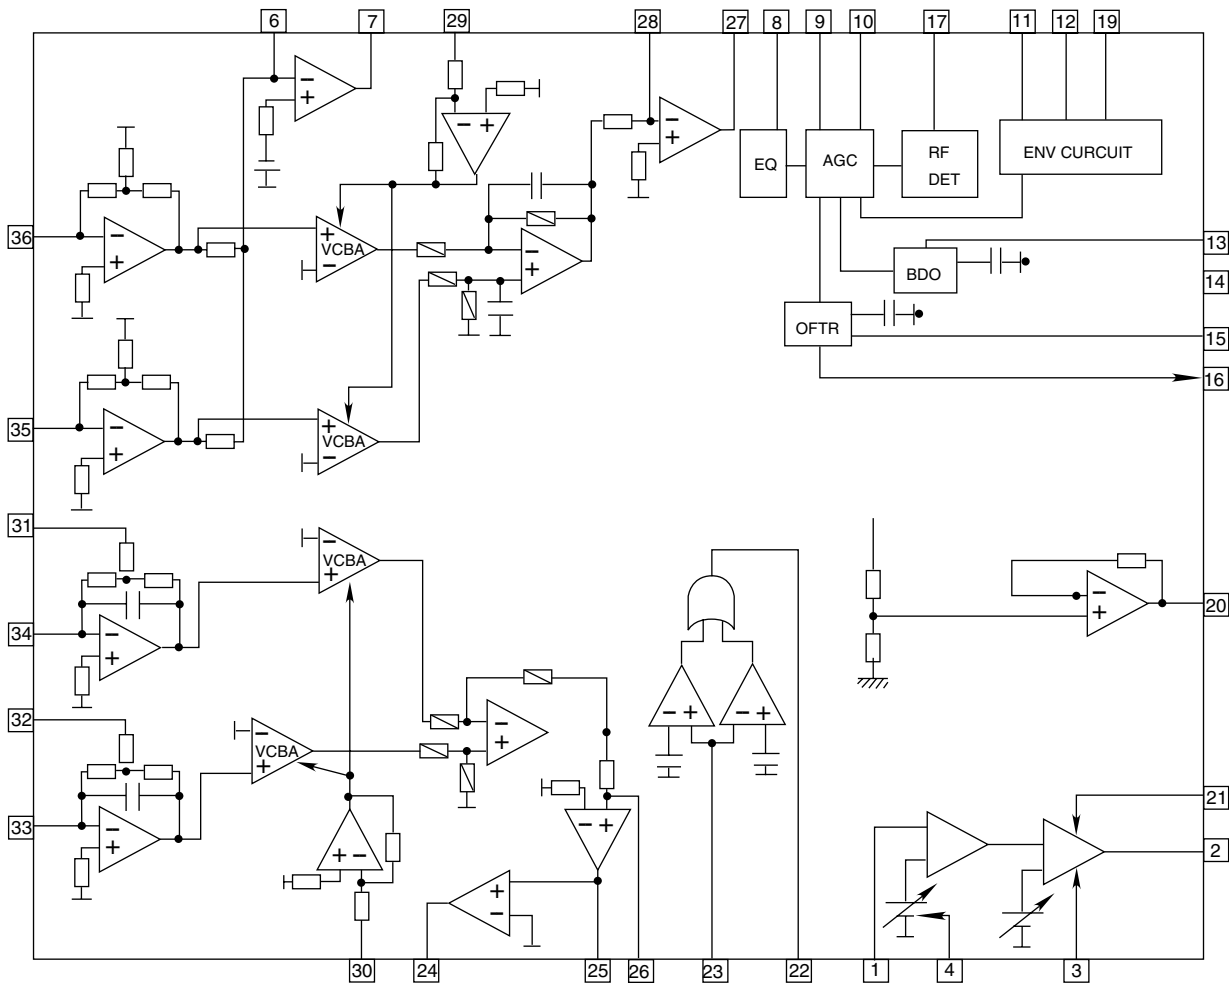 6 7 29 28 27 8 9 10 17 11 12 19
− +
− +
− +
EQ
AGC
RF
DET
ENV CURCUIT
36
− +
+
VCBA
−
− +
13
BDO
14
OFTR
15
16
35
− +
+
VCBA
−
31
−
VCBA
+
34
− +
− +
20
32
−
VCBA
+
− +
− + − +
33
− +
− +
21
2
+ −
+
−
30 24 25 26 23 22 1 4 3